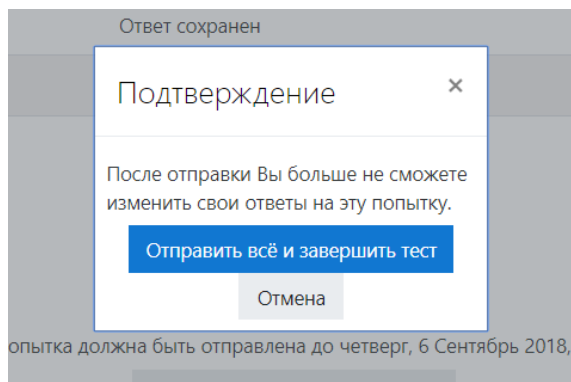 Ответ сохранен
Подтверждение ×
После отправки Вы больше не сможете
изменить свои ответы на эту попытку.
Отправить всё и завершить тест
Отмена
опытка должна быть отправлена до четверг, 6 Сентябрь 2018,